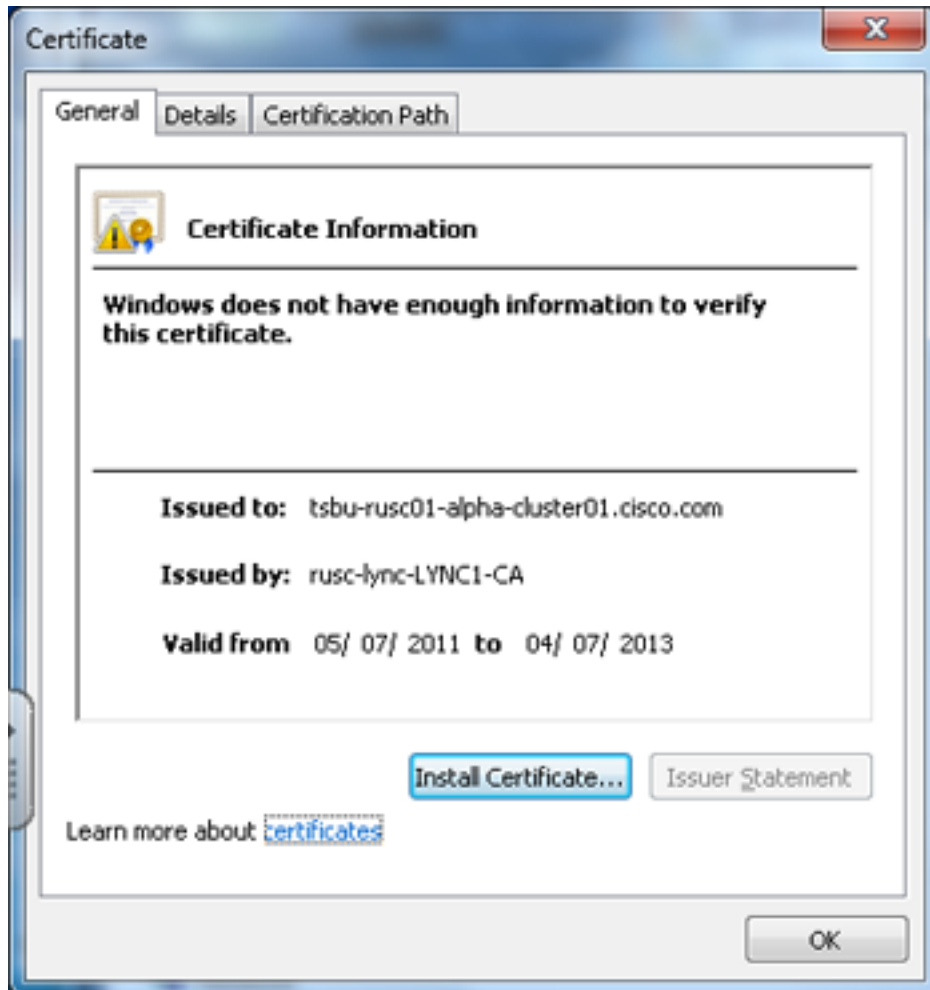 Certificate
General Details Certification Path
Certificate Information
Windows does not have enough information to verify
this certificate.
Issued to: tsbu-rusc01-alpha-cluster01.cisco.com
Issued by: rusc-lync-LYNC1-CA
Valid from 05/ 07/ 2011 to 04/ 07/ 2013
Install Certificate... Issuer Statement
Learn more about certificates
OK